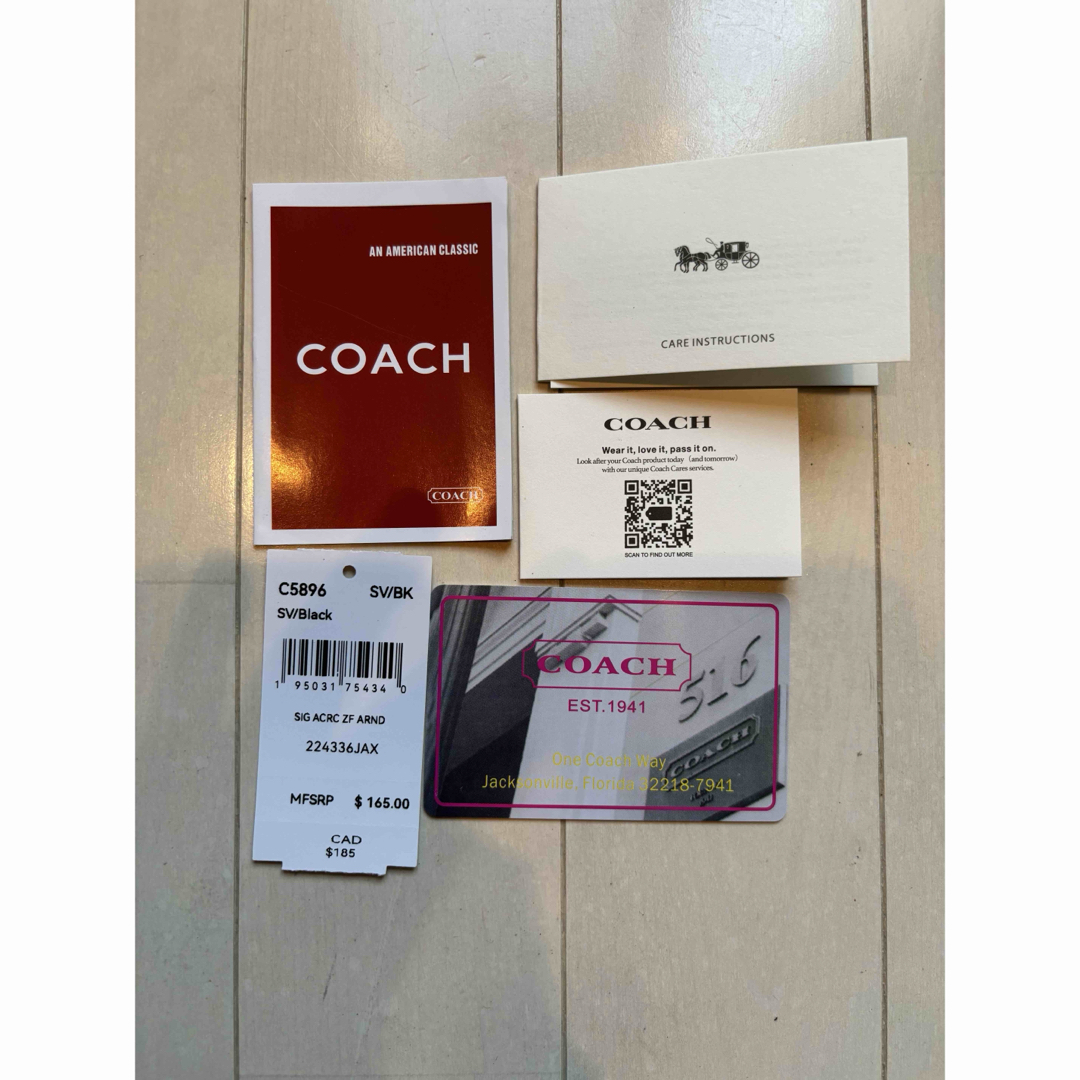 AN AMERICAN CLASSIC
COACH
COACH
CARE INSTRUCTIONS
COACH
Wear it, love it, pass it on.
Look after your Coach product today (and tomorrow)
with our unique Coach Cares services.
SCAN TO FIND OUT MORE
C5896 SV/BK
SV/Black
1 95031 75434 0
SIG ACRC ZF ARND
224336JAX
MFSRP $ 165.00
CAD
$185
COACH
EST.1941
516
COACH
One Coach Way
Jacksonville, Florida 32218-7941